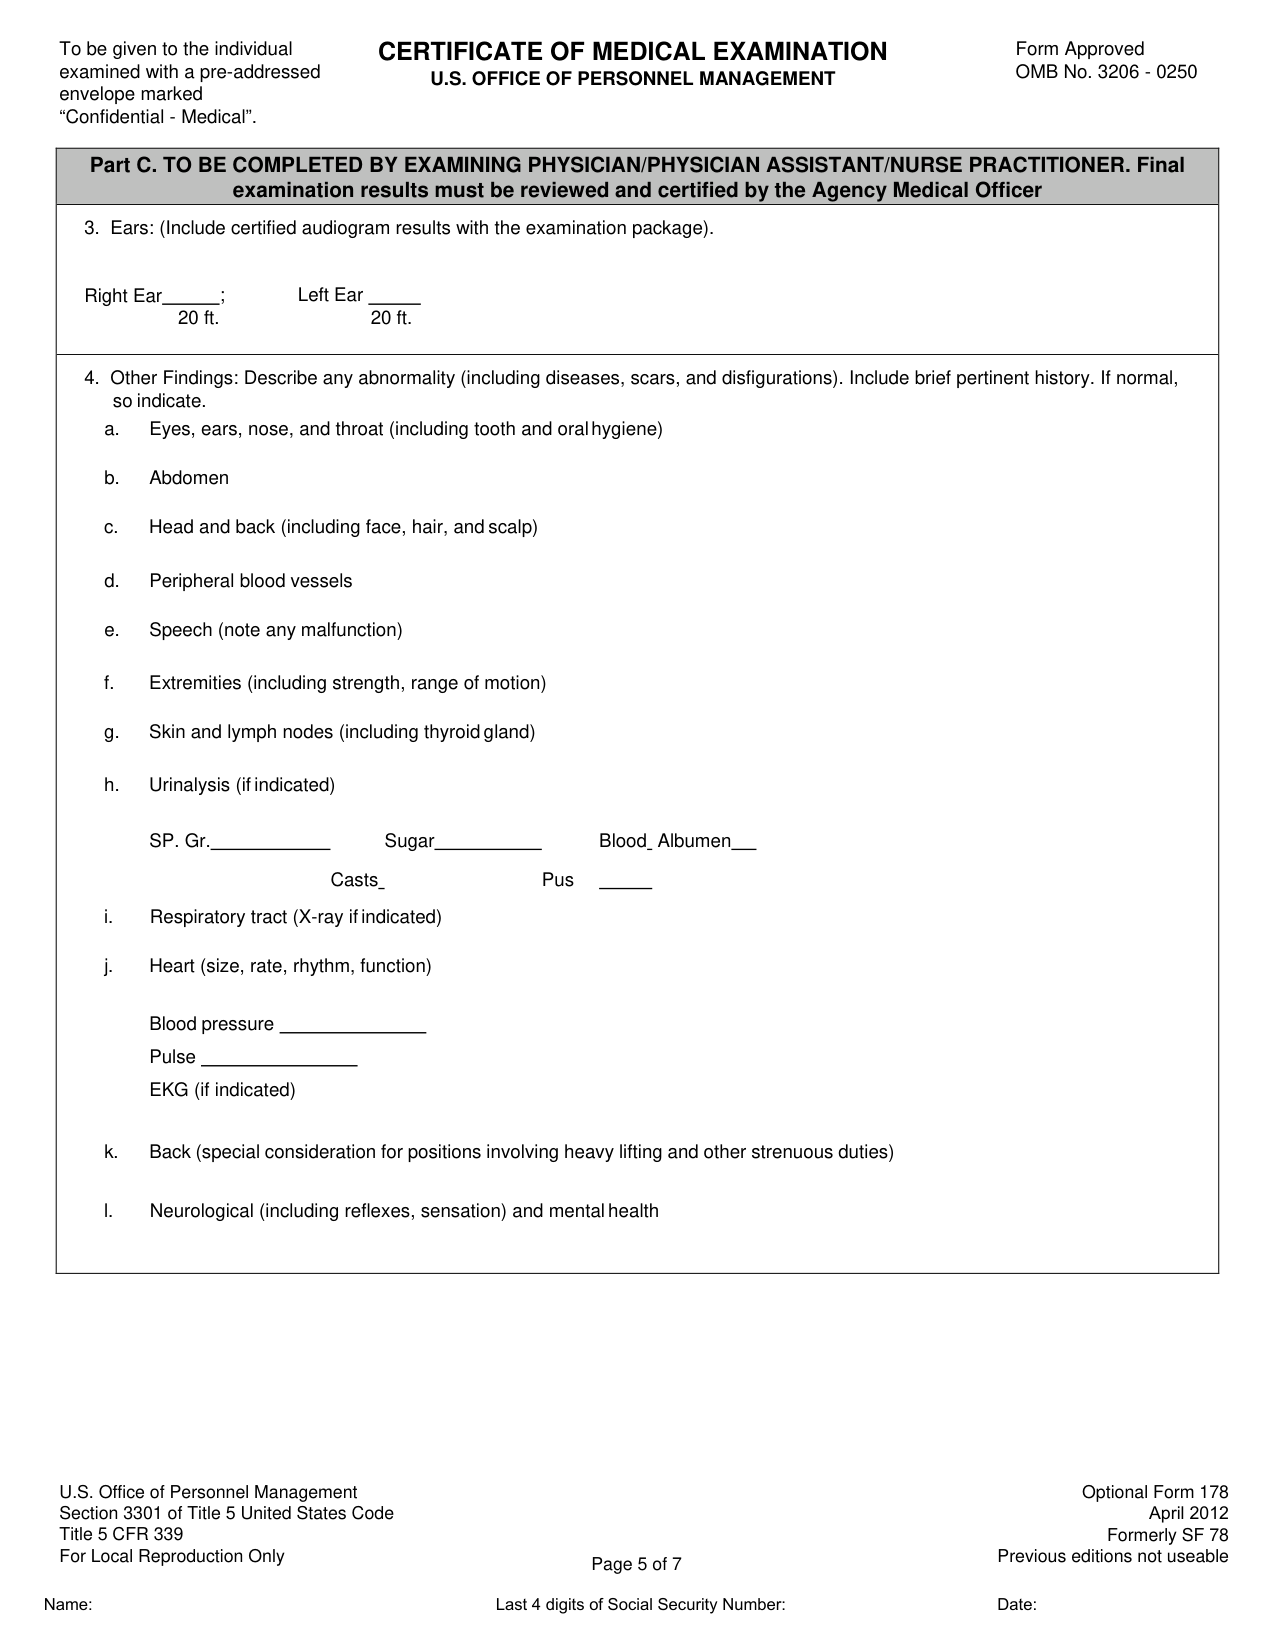 To be given to the individual
examined with a pre-addressed
envelope marked
“Confidential - Medical”.
CERTIFICATE OF MEDICAL EXAMINATION
U.S. OFFICE OF PERSONNEL MANAGEMENT
Form Approved
OMB No. 3206 - 0250
Part C. TO BE COMPLETED BY EXAMINING PHYSICIAN/PHYSICIAN ASSISTANT/NURSE PRACTITIONER. Final
examination results must be reviewed and certified by the Agency Medical Officer
3. Ears: (Include certified audiogram results with the examination package).
Right Ear______; Left Ear _____
20 ft. 20 ft.
4. Other Findings: Describe any abnormality (including diseases, scars, and disfigurations). Include brief pertinent history. If normal,
so indicate.
a. Eyes, ears, nose, and throat (including tooth and oral hygiene)
b. Abdomen
c. Head and back (including face, hair, and scalp)
d. Peripheral blood vessels
e. Speech (note any malfunction)
f. Extremities (including strength, range of motion)
g. Skin and lymph nodes (including thyroid gland)
h. Urinalysis (if indicated)
SP. Gr.____________ Sugar___________ Blood_ Albumen__
Casts_ Pus _____
i. Respiratory tract (X-ray if indicated)
j. Heart (size, rate, rhythm, function)
Blood pressure _______________
Pulse ________________
EKG (if indicated)
k. Back (special consideration for positions involving heavy lifting and other strenuous duties)
l. Neurological (including reflexes, sensation) and mental health
U.S. Office of Personnel Management
Section 3301 of Title 5 United States Code
Title 5 CFR 339
For Local Reproduction Only
Page 5 of 7
Optional Form 178
April 2012
Formerly SF 78
Previous editions not useable
Name: Last 4 digits of Social Security Number: Date: